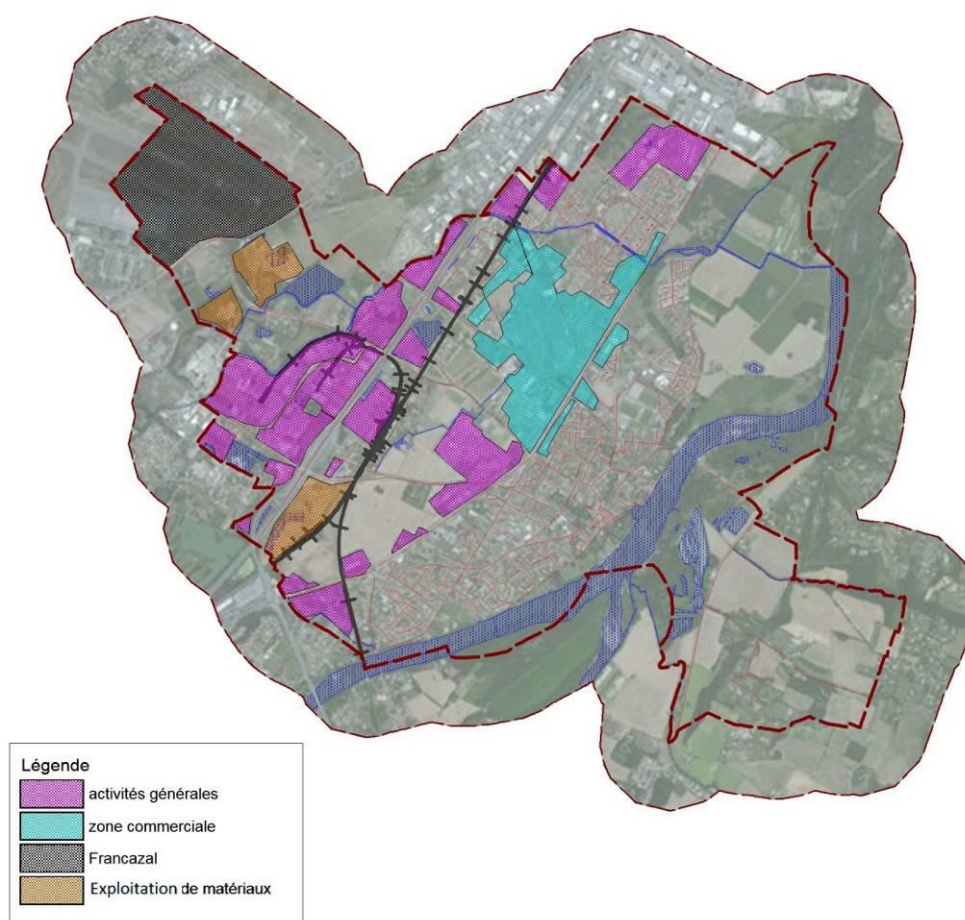 Légende
activités générales
zone commerciale
Francazal
Exploitation de matériaux